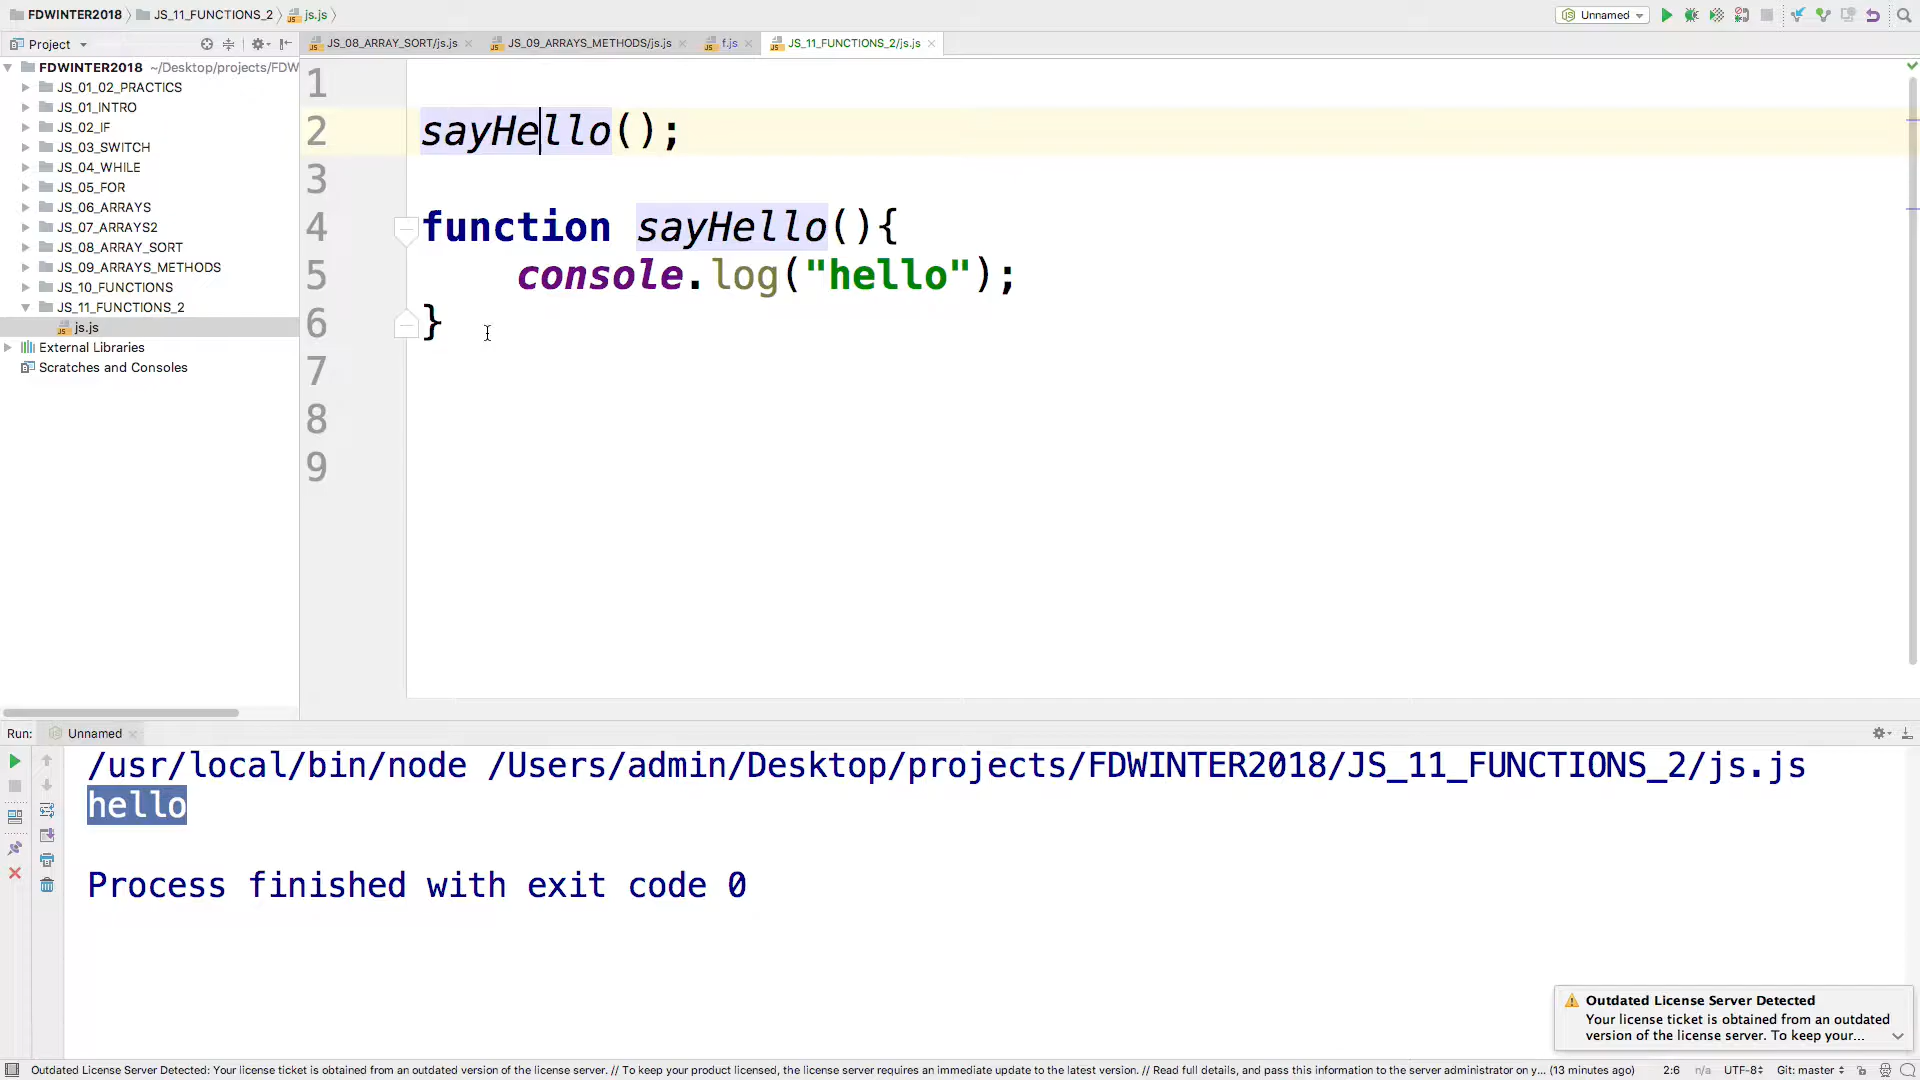 FDWINTER2018 JS_11_FUNCTIONS_2 js.js
Unnamed
Project
JS_08_ARRAY_SORT/js.js JS_09_ARRAYS_METHODS/js.js f.js JS_11_FUNCTIONS_2/js.js
FDWINTER2018 ~/Desktop/projects/FDW
JS_01_02_PRACTICS
JS_01_INTRO
JS_02_IF
JS_03_SWITCH
JS_04_WHILE
JS_05_FOR
JS_06_ARRAYS
JS_07_ARRAYS2
JS_08_ARRAY_SORT
JS_09_ARRAYS_METHODS
JS_10_FUNCTIONS
JS_11_FUNCTIONS_2
js.js
External Libraries
Scratches and Consoles
1
2 sayHello();
3
4 function sayHello(){
5 console.log("hello");
6 }
7
8
9
Run: Unnamed
/usr/local/bin/node /Users/admin/Desktop/projects/FDWINTER2018/JS_11_FUNCTIONS_2/js.js
hello
Process finished with exit code 0
Outdated License Server Detected
Your license ticket is obtained from an outdated
version of the license server. To keep your...
Outdated License Server Detected: Your license ticket is obtained from an outdated version of the license server. // To keep your product licensed, the license server requires an immediate update to the latest version. // Read full details, and pass this information to the server administrator on y... (13 minutes ago) 2:6 n/a UTF-8 Git: master